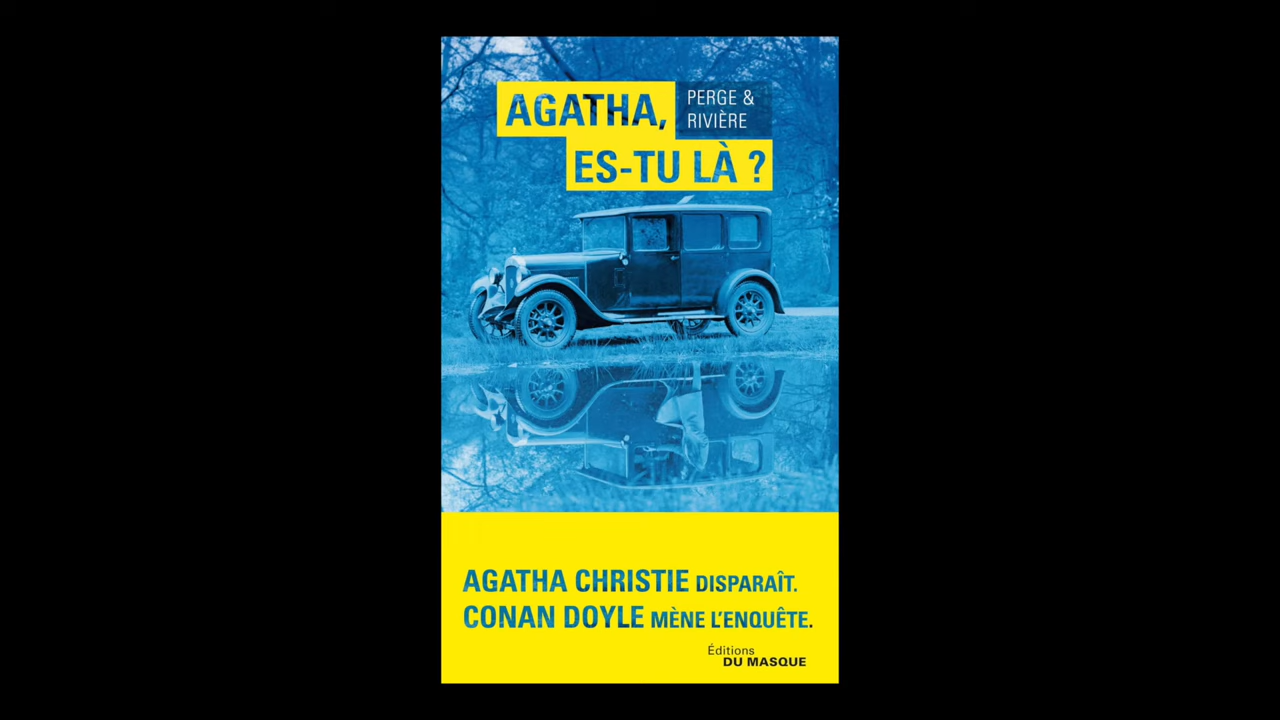 AGATHA,
PERGE &
RIVIÈRE
ES-TU LÀ ?
AGATHA CHRISTIE DISPARAÎT.
CONAN DOYLE MÈNE L'ENQUÊTE.
Éditions
DU MASQUE